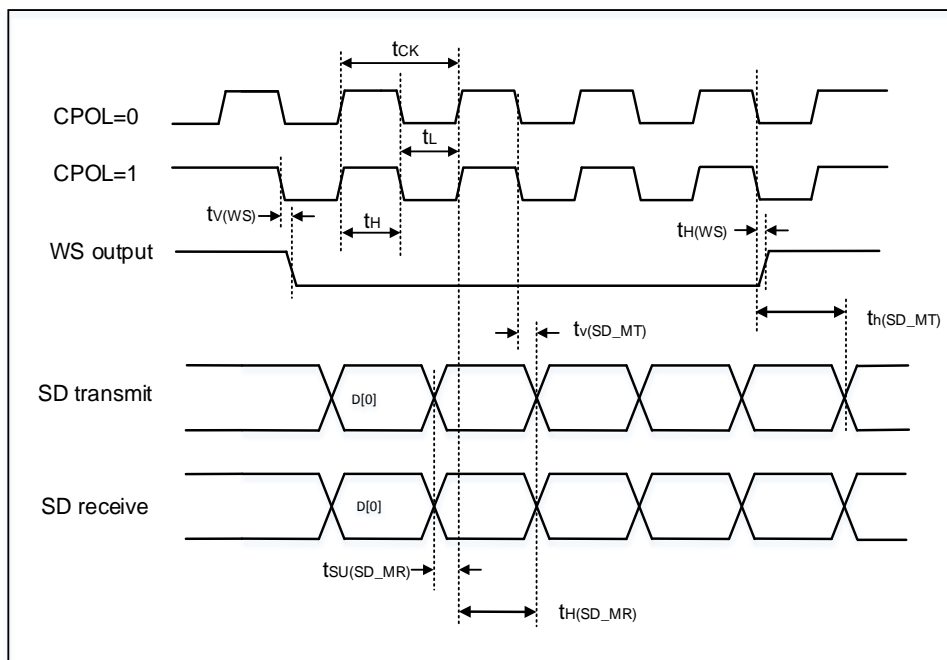 tCK
CPOL=0
tL
CPOL=1
tV(WS)
tH
tH(WS)
WS output
tv(SD_MT)
th(SD_MT)
SD transmit
D[0]
SD receive
D[0]
tSU(SD_MR)
tH(SD_MR)